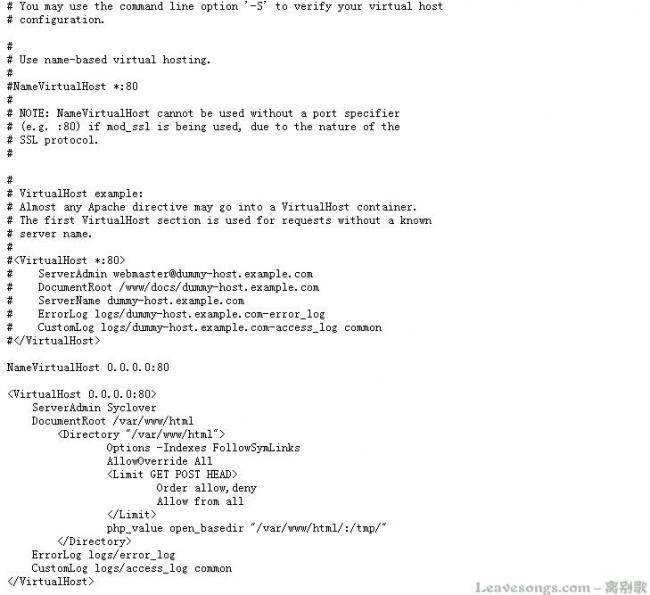 # You may use the command line option '-S' to verify your virtual host
# configuration.
#
# Use name-based virtual hosting.
#
#NameVirtualHost *:80
#
# NOTE: NameVirtualHost cannot be used without a port specifier
# (e.g. :80) if mod_ssl is being used, due to the nature of the
# SSL protocol.
#
#
# VirtualHost example:
# Almost any Apache directive may go into a VirtualHost container.
# The first VirtualHost section is used for requests without a known
# server name.
#
#<VirtualHost *:80>
#    ServerAdmin webmaster@dummy-host.example.com
#    DocumentRoot /www/docs/dummy-host.example.com
#    ServerName dummy-host.example.com
#    ErrorLog logs/dummy-host.example.com-error_log
#    CustomLog logs/dummy-host.example.com-access_log common
#</VirtualHost>
NameVirtualHost 0.0.0.0:80
<VirtualHost 0.0.0.0:80>
    ServerAdmin Syclover
    DocumentRoot /var/www/html
        <Directory "/var/www/html">
                Options -Indexes FollowSymLinks
                AllowOverride All
                <Limit GET POST HEAD>
                        Order allow,deny
                        Allow from all
                </Limit>
                php_value open_basedir "/var/www/html/:/tmp/"
        </Directory>
    ErrorLog logs/error_log
    CustomLog logs/access_log common
</VirtualHost>
Leavesongs.com – 离别歌